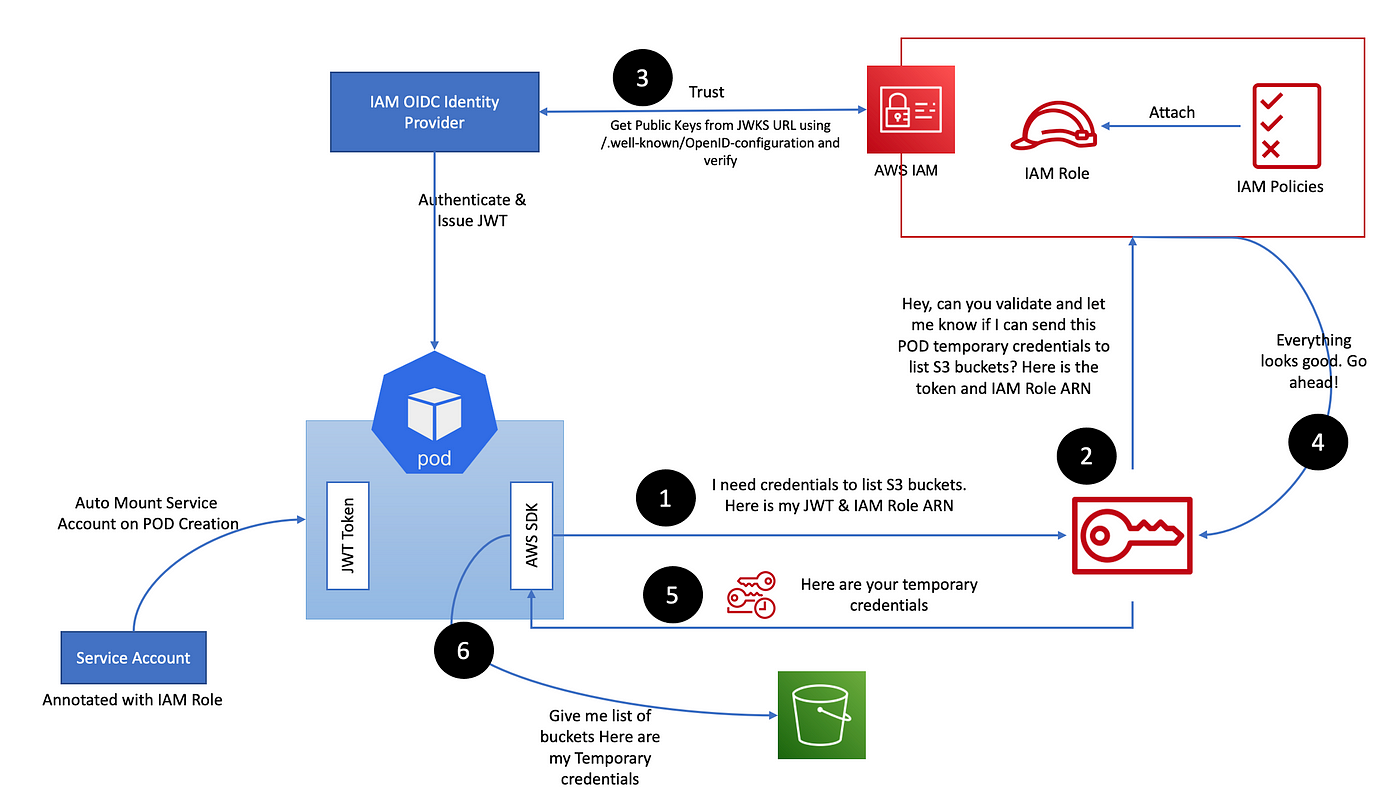 3
Trust
Get Public Keys from JWKS URL using
/.well-known/OpenID-configuration and
verify
IAM OIDC Identity
Provider
AWS IAM
IAM Role
Attach
IAM Policies
Authenticate &
Issue JWT
Hey, can you validate and let
me know if I can send this
POD temporary credentials to
list S3 buckets? Here is the
token and IAM Role ARN
Everything
looks good. Go
ahead!
4
2
pod
JWT Token
AWS SDK
1
I need credentials to list S3 buckets.
Here is my JWT & IAM Role ARN
Auto Mount Service
Account on POD Creation
5
Here are your temporary
credentials
Service Account
Annotated with IAM Role
6
Give me list of
buckets Here are
my Temporary
credentials